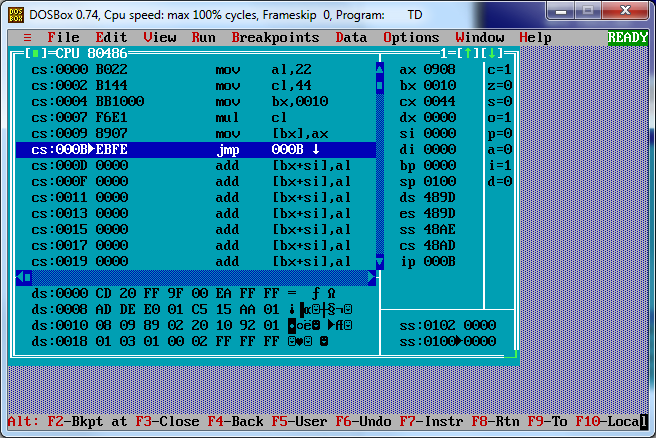 DOSBox 0.74, Cpu speed: max 100% cycles, Frameskip 0, Program: TD
≡ File Edit View Run Breakpoints Data Options Window Help READY
[■]=CPU 80486 1=[↑][↓]
cs:0000 B022 mov al,22 ax 0908 c=1
cs:0002 B144 mov cl,44 bx 0010 z=0
cs:0004 BB1000 mov bx,0010 cx 0044 s=0
cs:0007 F6E1 mul cl dx 0000 o=1
cs:0009 8907 mov [bx],ax si 0000 p=0
cs:000B►EBFE jmp 000B ↓ di 0000 a=0
cs:000D 0000 add [bx+si],al bp 0000 i=1
cs:000F 0000 add [bx+si],al sp 0100 d=0
cs:0011 0000 add [bx+si],al ds 489D
cs:0013 0000 add [bx+si],al es 489D
cs:0015 0000 add [bx+si],al ss 48AE
cs:0017 0000 add [bx+si],al cs 48AD
cs:0019 0000 add [bx+si],al ip 000B
ds:0000 CD 20 FF 9F 00 EA FF FF = ƒ Ω
ds:0008 AD DE E0 01 C5 15 AA 01
ds:0010 08 09 89 02 20 10 92 01 ss:0102 0000
ds:0018 01 03 01 00 02 FF FF FF ss:0100►0000
Alt: F2-Bkpt at F3-Close F4-Back F5-User F6-Undo F7-Instr F8-Rtn F9-To F10-Local